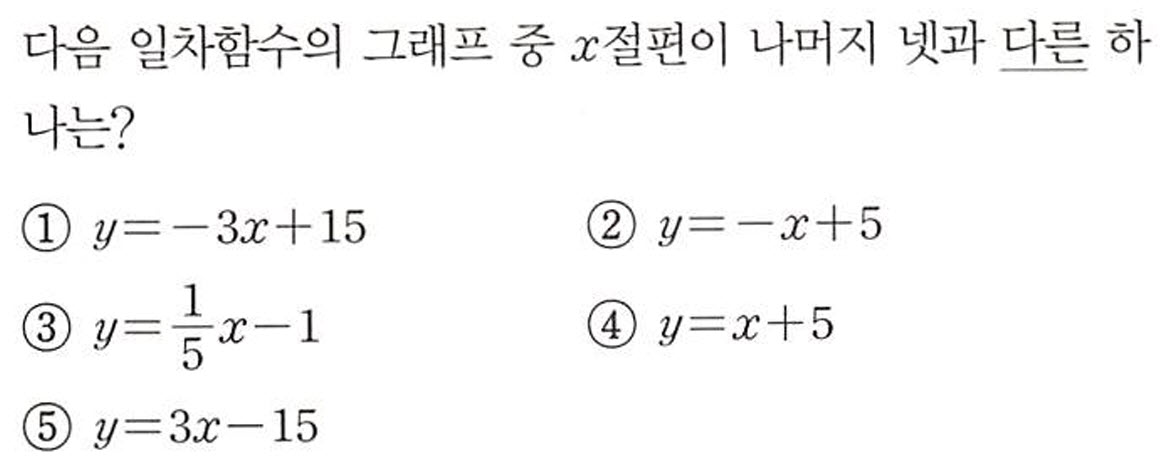 다음 일차함수의 그래프 중 x절편이 나머지 넷과 다른 하
나는?
① y=-3x+15 ② y=-x+5
③ y=\frac{1}{5}x-1 ④ y=x+5
⑤ y=3x-15